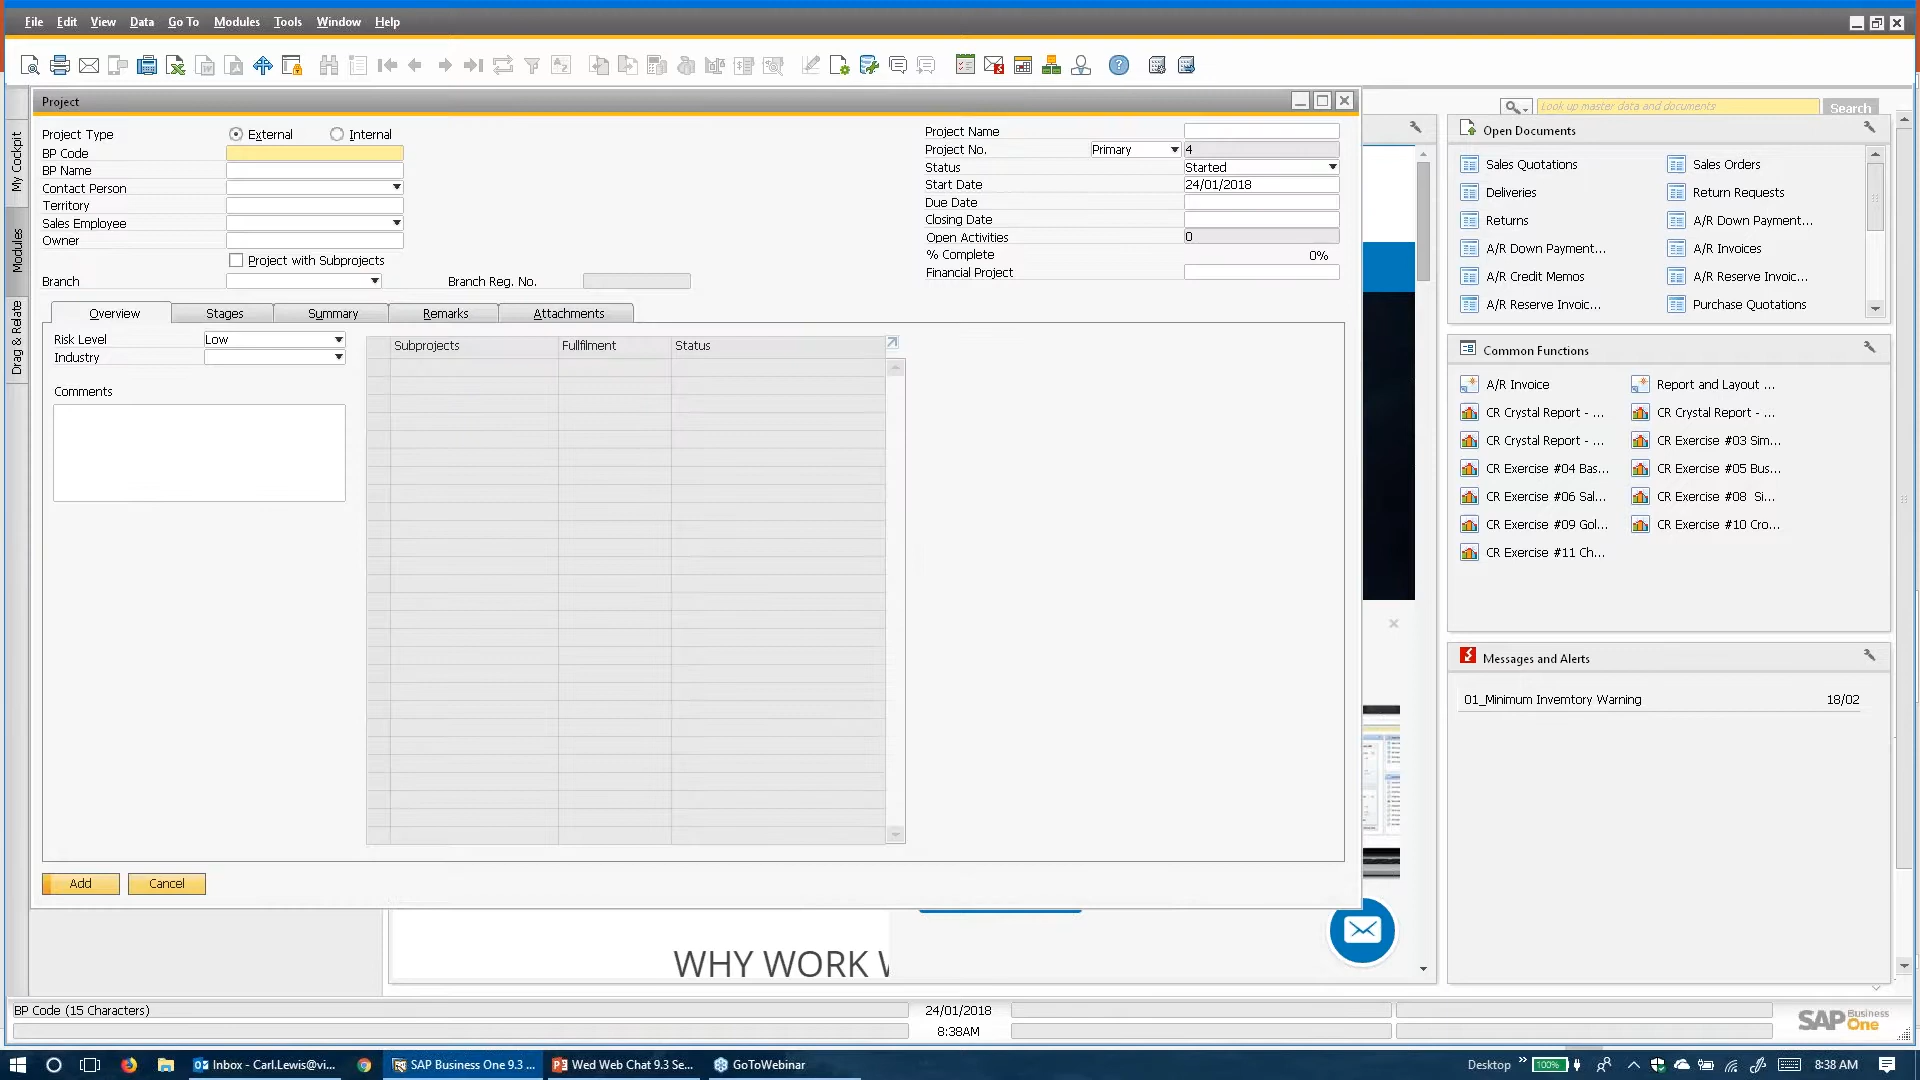 File Edit View Data Go To Modules Tools Window Help
Look up master data and documents
Search
Project
Project Type External Internal
BP Code
BP Name
Contact Person
Territory
Sales Employee
Owner
Project with Subprojects
Branch Branch Reg. No.
Project Name
Project No. Primary 4
Status Started
Start Date 24/01/2018
Due Date
Closing Date
Open Activities 0
% Complete 0%
Financial Project
Overview Stages Summary Remarks Attachments
Risk Level Low
Industry
Comments
Subprojects Fullfilment Status
Add Cancel
My Cockpit
Modules
Drag & Relate
Open Documents
Sales Quotations Sales Orders
Deliveries Return Requests
Returns A/R Down Payment...
A/R Down Payment... A/R Invoices
A/R Credit Memos A/R Reserve Invoic...
A/R Reserve Invoic... Purchase Quotations
Common Functions
A/R Invoice Report and Layout ...
CR Crystal Report - ... CR Crystal Report - ...
CR Crystal Report - ... CR Exercise #03 Sim...
CR Exercise #04 Bas... CR Exercise #05 Bus...
CR Exercise #06 Sal... CR Exercise #08 Si...
CR Exercise #09 Gol... CR Exercise #10 Cro...
CR Exercise #11 Ch...
Messages and Alerts
01_Minimum Invemtory Warning 18/02
WHY WORK W
BP Code (15 Characters) 24/01/2018
8:38AM
SAP Business One
Inbox - Carl.Lewis@vi... SAP Business One 9.3 ... Wed Web Chat 9.3 Se... GoToWebinar Desktop 100% 8:38 AM